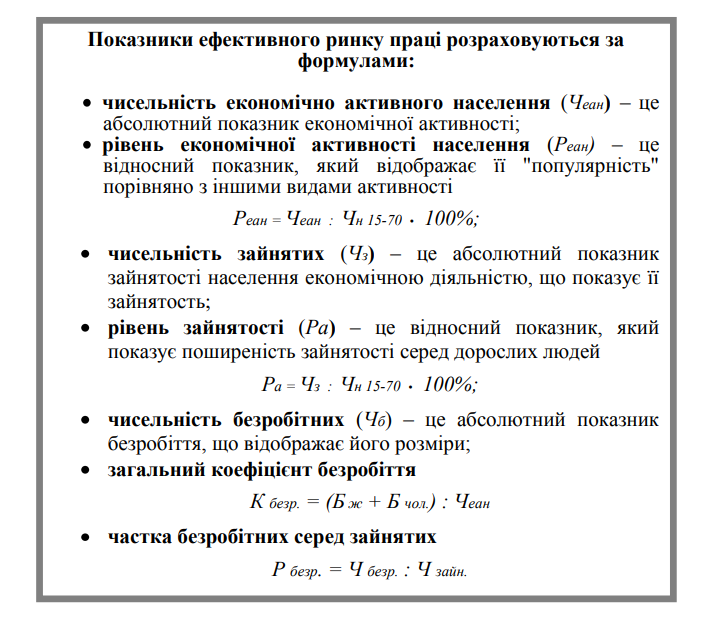 Показники ефективного ринку праці розраховуються за
формулами:
• чисельність економічно активного населення (Чеан) – це
абсолютний показник економічної активності;
• рівень економічної активності населення (Реан) – це
відносний показник, який відображає її "популярність"
порівняно з іншими видами активності
Реан = Чеан : Чн 15-70 • 100%;
• чисельність зайнятих (Чз) – це абсолютний показник
зайнятості населення економічною діяльністю, що показує її
зайнятость;
• рівень зайнятості (Ра) – це відносний показник, який
показує поширеність зайнятості серед дорослих людей
Ра = Чз : Чн 15-70 • 100%;
• чисельність безробітних (Чб) – це абсолютний показник
безробіття, що відображає його розміри;
• загальний коефіцієнт безробіття
К безр. = (Б ж + Б чол.) : Чеан
• частка безробітних серед зайнятих
Р безр. = Ч безр. : Ч зайн.